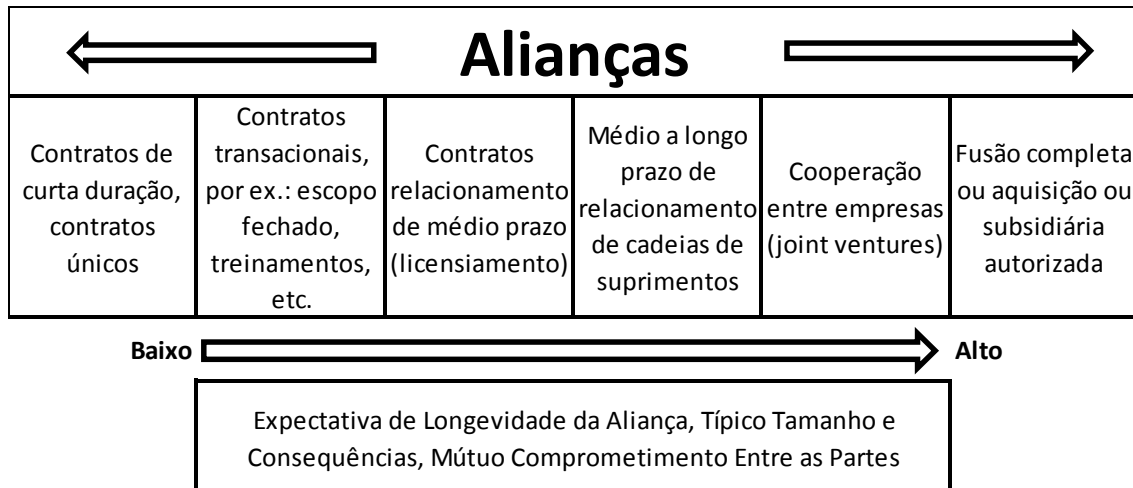 Alianças
Contratos de
curta duração,
contratos
únicos
Contratos
transacionais,
por ex.: escopo
fechado,
treinamentos,
etc.
Contratos
relacionamento
de médio prazo
(licensiamento)
Médio a longo
prazo de
relacionamento
de cadeias de
suprimentos
Cooperação
entre empresas
(joint ventures)
Fusão completa
ou aquisição ou
subsidiária
autorizada
Baixo
Alto
Expectativa de Longevidade da Aliança, Típico Tamanho e
Consequências, Mútuo Comprometimento Entre as Partes